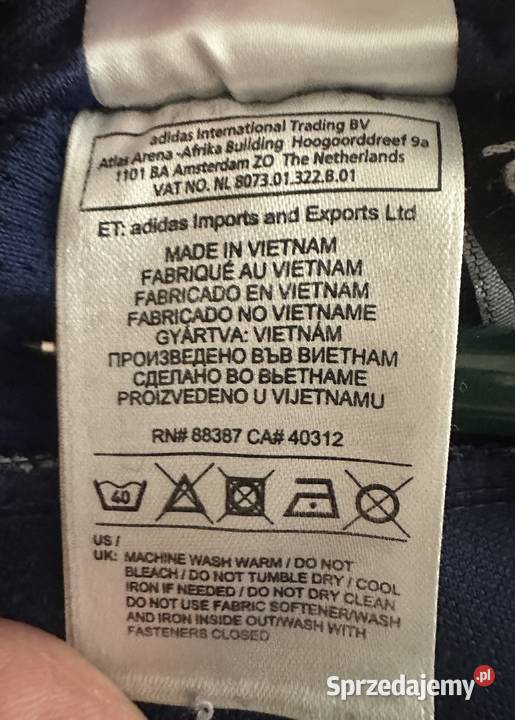 adidas International Trading BV
Atlas Arena -Afrika Building Hoogoorddreef 9a
1101 BA Amsterdam ZO The Netherlands
VAT NO. NL 8073.01.322.B.01
ET: adidas Imports and Exports Ltd
MADE IN VIETNAM
FABRIQUÉ AU VIETNAM
FABRICADO EN VIETNAM
FABRICADO NO VIETNAME
GYÁRTVA: VIETNÁM
ПРОИЗВЕДЕНО ВЪВ ВИЕТНАМ
СДЕЛАНО ВО ВЬЕТНАМЕ
PROIZVEDENO U VIJETNAMU
RN# 88387 CA# 40312
40
US /
UK: MACHINE WASH WARM / DO NOT
BLEACH / DO NOT TUMBLE DRY / COOL
IRON IF NEEDED / DO NOT DRY CLEAN
DO NOT USE FABRIC SOFTENER/WASH
AND IRON INSIDE OUT/WASH WITH
FASTENERS CLOSED
Sprzedajemy.pl